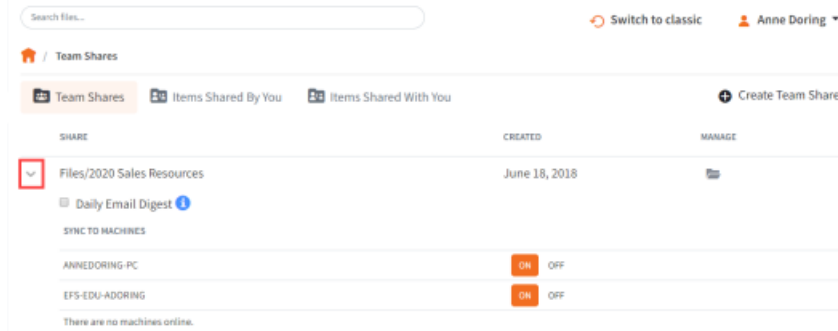 Search files...
Switch to classic Anne Doring
/ Team Shares
Team Shares Items Shared By You Items Shared With You Create Team Share
SHARE CREATED MANAGE
Files/2020 Sales Resources June 18, 2018
Daily Email Digest
SYNC TO MACHINES
ANNEDORING-PC ON OFF
EFS-EDU-ADORING ON OFF
There are no machines online.